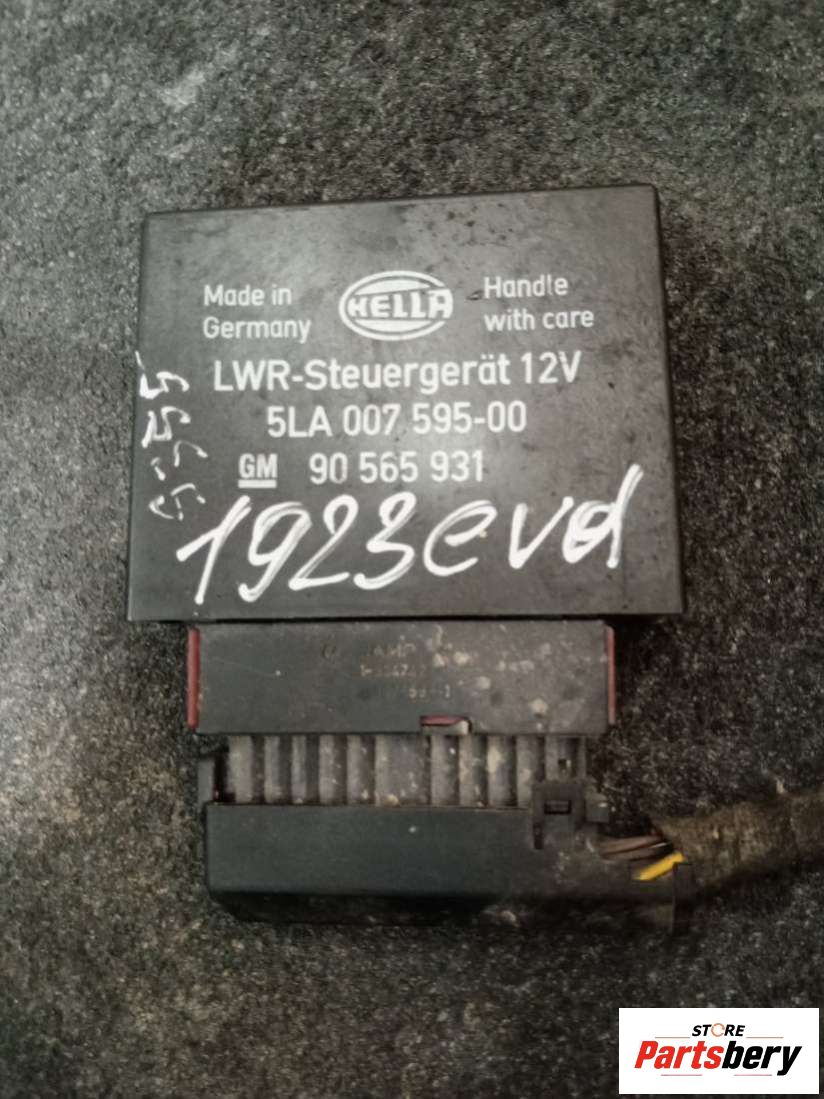 Made in
Germany
HELLA
Handle
with care
LWR-Steuergerät 12V
5LA 007 595-00
GM 90 565 931
1923evd
STORE
Partsbery